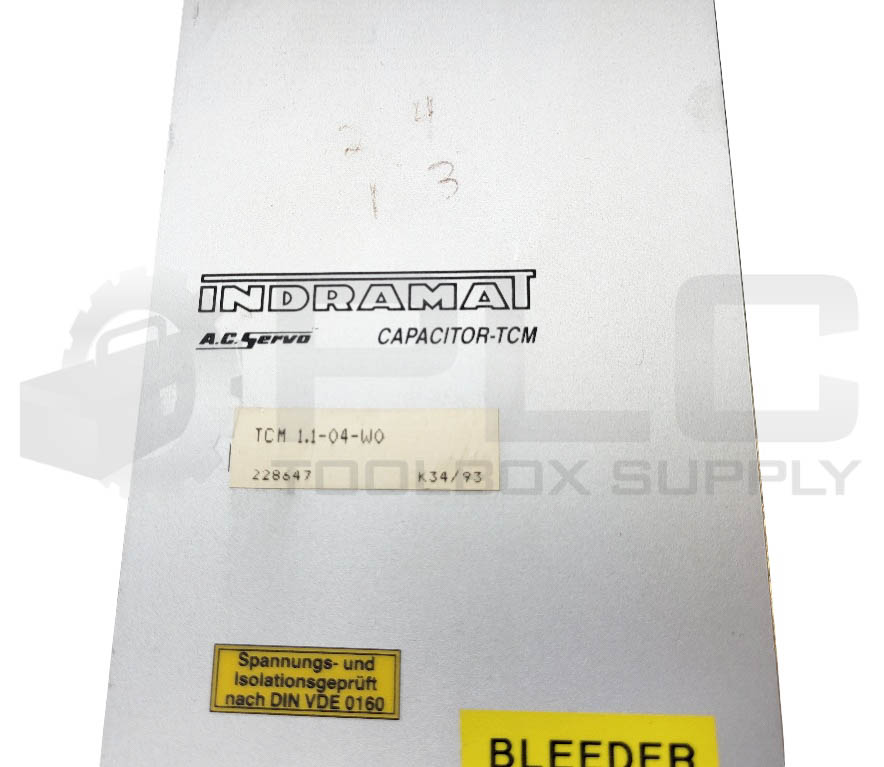 2 4
1 3
INDRAMAT
A.C. Servo CAPACITOR-TCM
TCM 1.1-04-W0
228647 K34/93
PLC
TOOLBOX SUPPLY
Spannungs- und
Isolationsgeprüft
nach DIN VDE 0160
BLEEDER